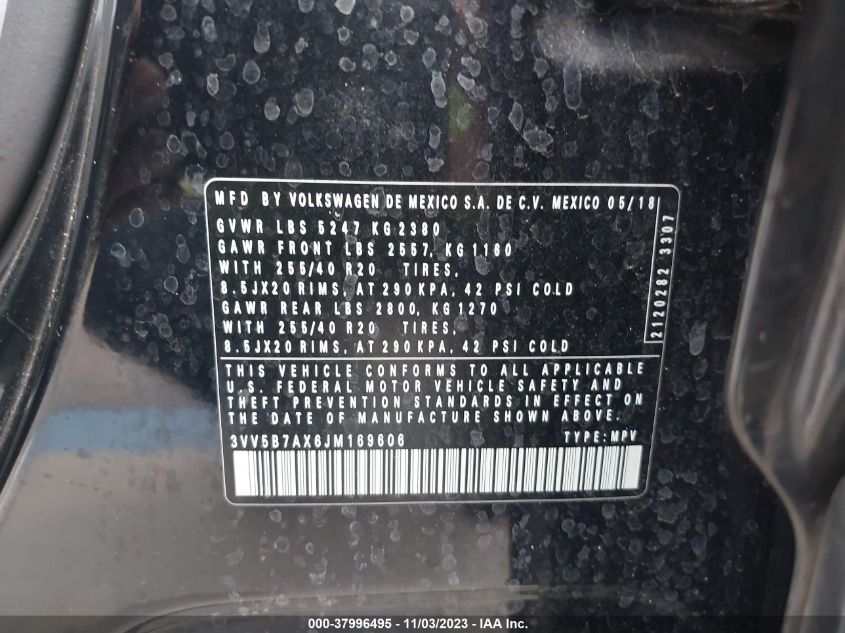 MFD BY VOLKSWAGEN DE MEXICO S.A. DE C.V. MEXICO 05/18
GVWR LBS 5247 KG 2380
GAWR FRONT LBS 2557, KG 1160
WITH 255/40 R20 TIRES,
8.5JX20 RIMS, AT 290 KPA, 42 PSI COLD
GAWR REAR LBS 2800, KG 1270
WITH 255/40 R20 TIRES,
8.5JX20 RIMS, AT 290 KPA, 42 PSI COLD
2120282 3307
THIS VEHICLE CONFORMS TO ALL APPLICABLE
U.S. FEDERAL MOTOR VEHICLE SAFETY AND
THEFT PREVENTION STANDARDS IN EFFECT ON
THE DATE OF MANUFACTURE SHOWN ABOVE.
3VV5B7AX6JM169606 TYPE: MPV
000-37996495 - 11/03/2023 - IAA Inc.